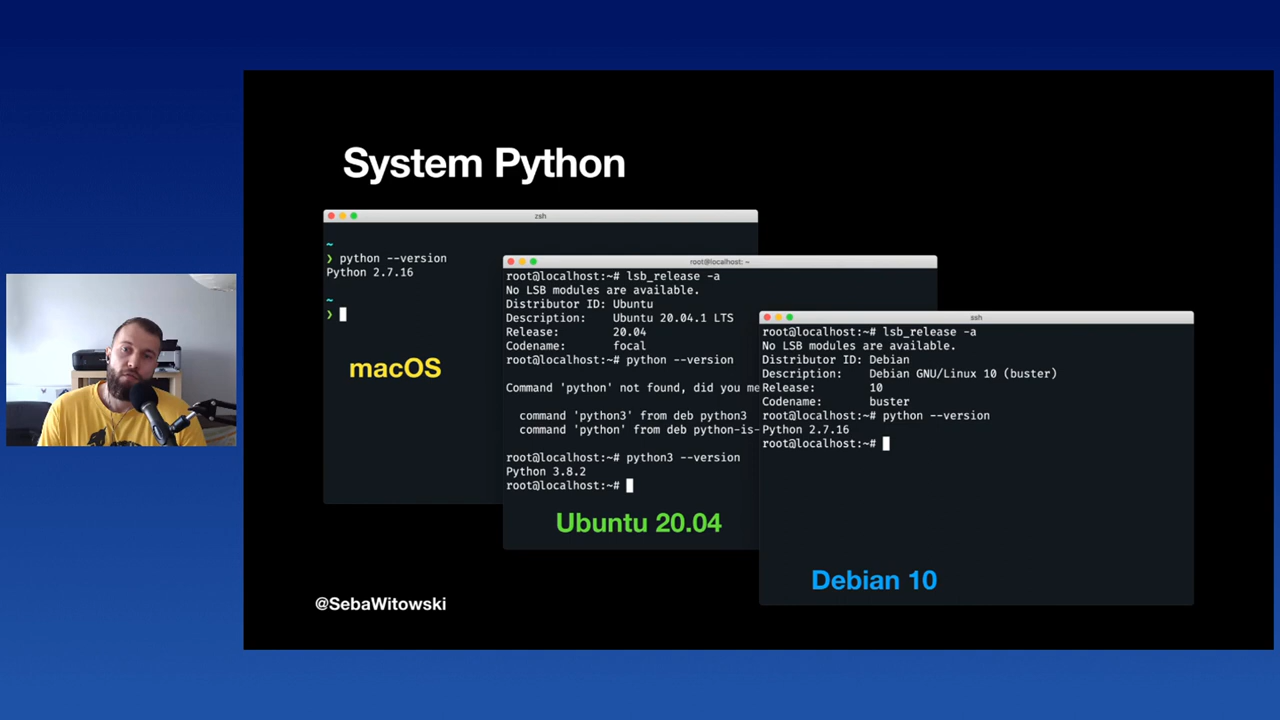 System Python
zsh
~
❯ python --version
Python 2.7.16
~
❯
macOS
root@localhost: ~
root@localhost:~# lsb_release -a
No LSB modules are available.
Distributor ID: Ubuntu
Description:    Ubuntu 20.04.1 LTS
Release:        20.04
Codename:       focal
root@localhost:~# python --version
Command 'python' not found, did you me
command 'python3' from deb python3
command 'python' from deb python-is-
root@localhost:~# python3 --version
Python 3.8.2
root@localhost:~#
Ubuntu 20.04
ssh
root@localhost:~# lsb_release -a
No LSB modules are available.
Distributor ID: Debian
Description:    Debian GNU/Linux 10 (buster)
Release:        10
Codename:       buster
root@localhost:~# python --version
Python 2.7.16
root@localhost:~#
Debian 10
@SebaWitowski